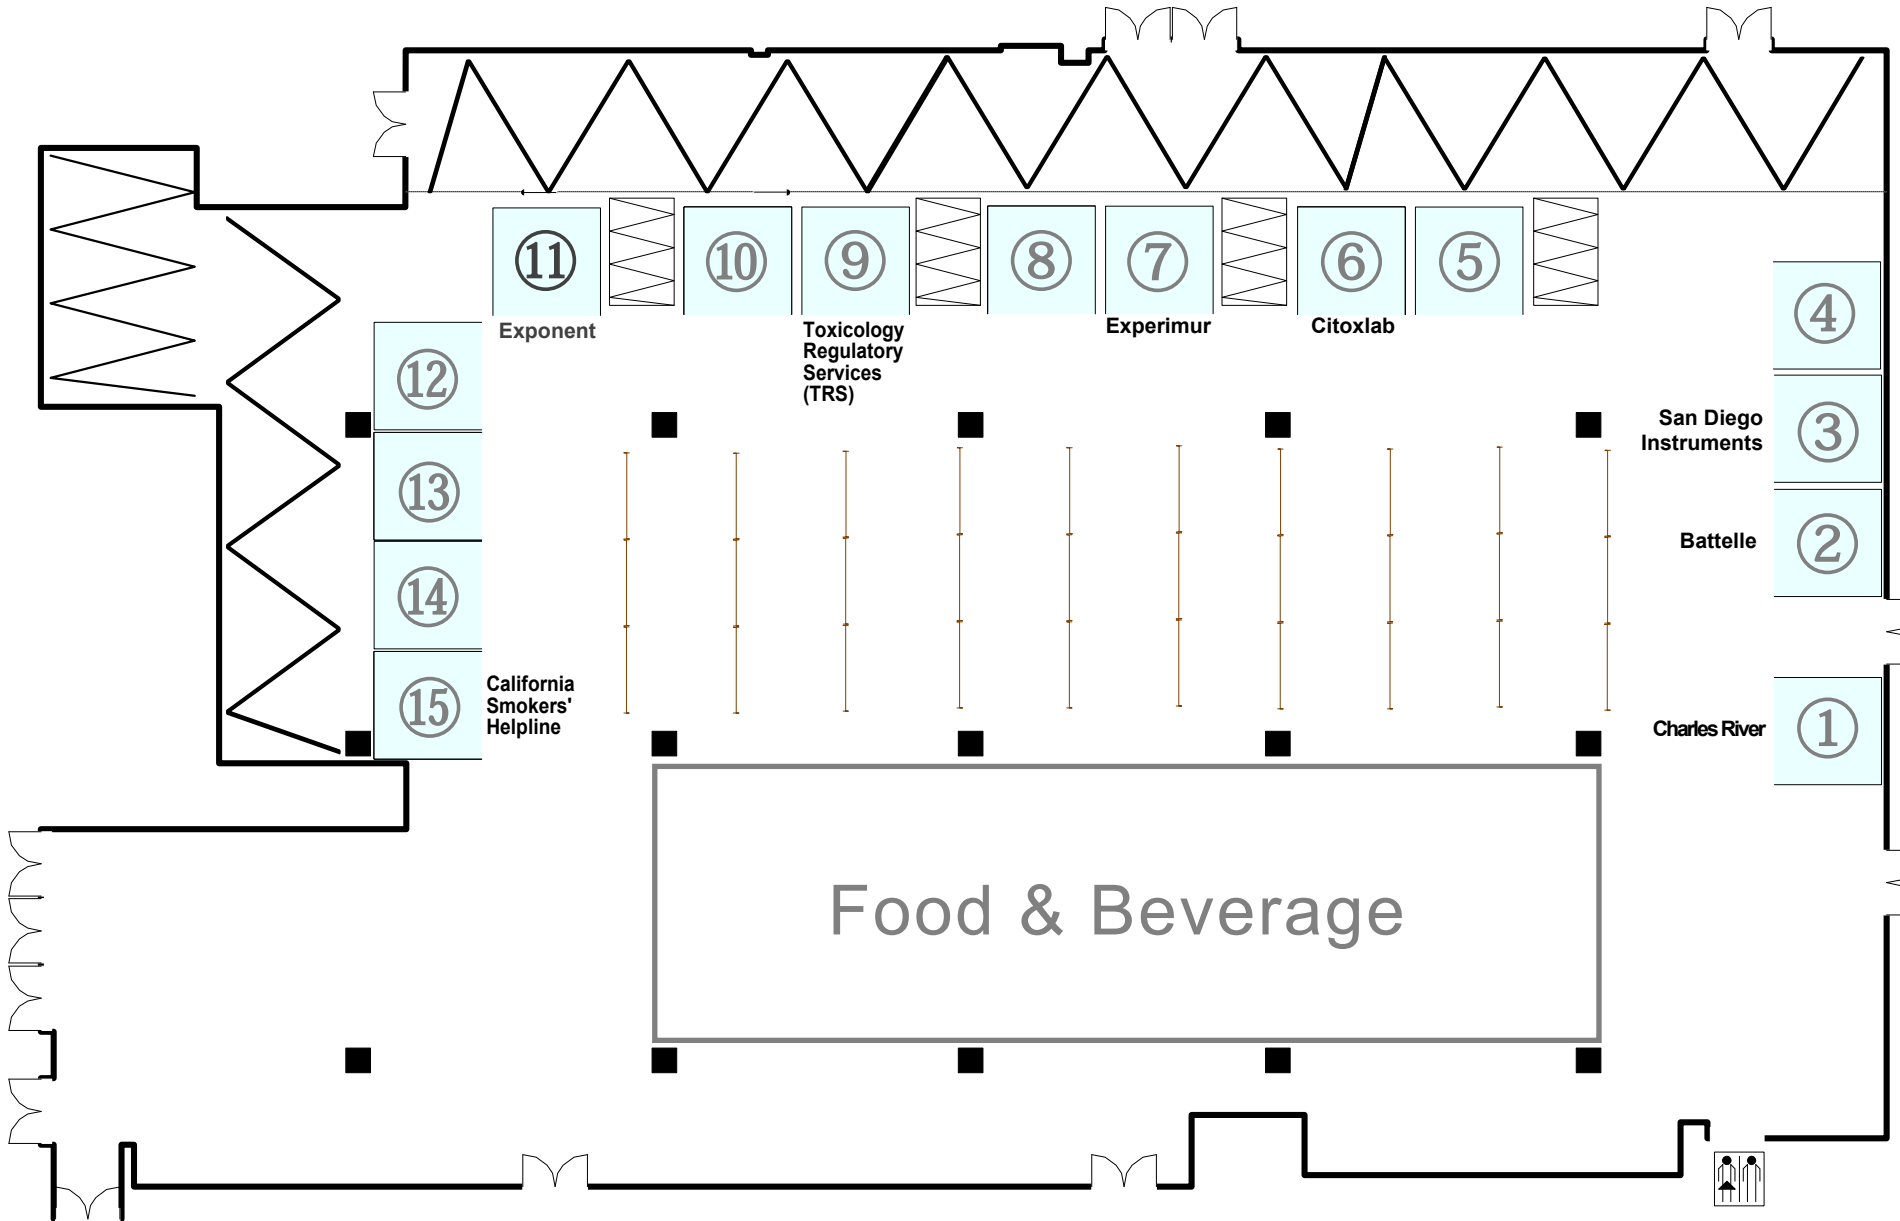 ⑪
⑩
⑨
⑧
⑦
⑥
⑤
④
Exponent
Toxicology
Regulatory
Services
(TRS)
Experimur
Citoxlab
⑫
San Diego
Instruments
③
⑬
Battelle
②
⑭
⑮
California
Smokers'
Helpline
Charles River
①
Food & Beverage